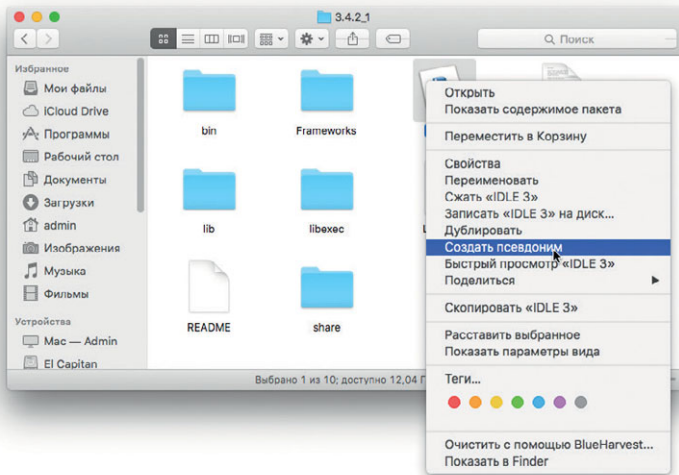 3.4.2_1
Поиск
Избранное
Мои файлы
iCloud Drive
Программы
Рабочий стол
Документы
Загрузки
admin
Изображения
Музыка
Фильмы
Устройства
Mac — Admin
El Capitan
bin
Frameworks
lib
libexec
README
share
Выбрано 1 из 10; доступно 12,04 Г
Открыть
Показать содержимое пакета
Переместить в Корзину
Свойства
Переименовать
Сжать «IDLE 3»
Записать «IDLE 3» на диск...
Дублировать
Создать псевдоним
Быстрый просмотр «IDLE 3»
Поделиться
Скопировать «IDLE 3»
Расставить выбранное
Показать параметры вида
Теги...
Очистить с помощью BlueHarvest...
Показать в Finder